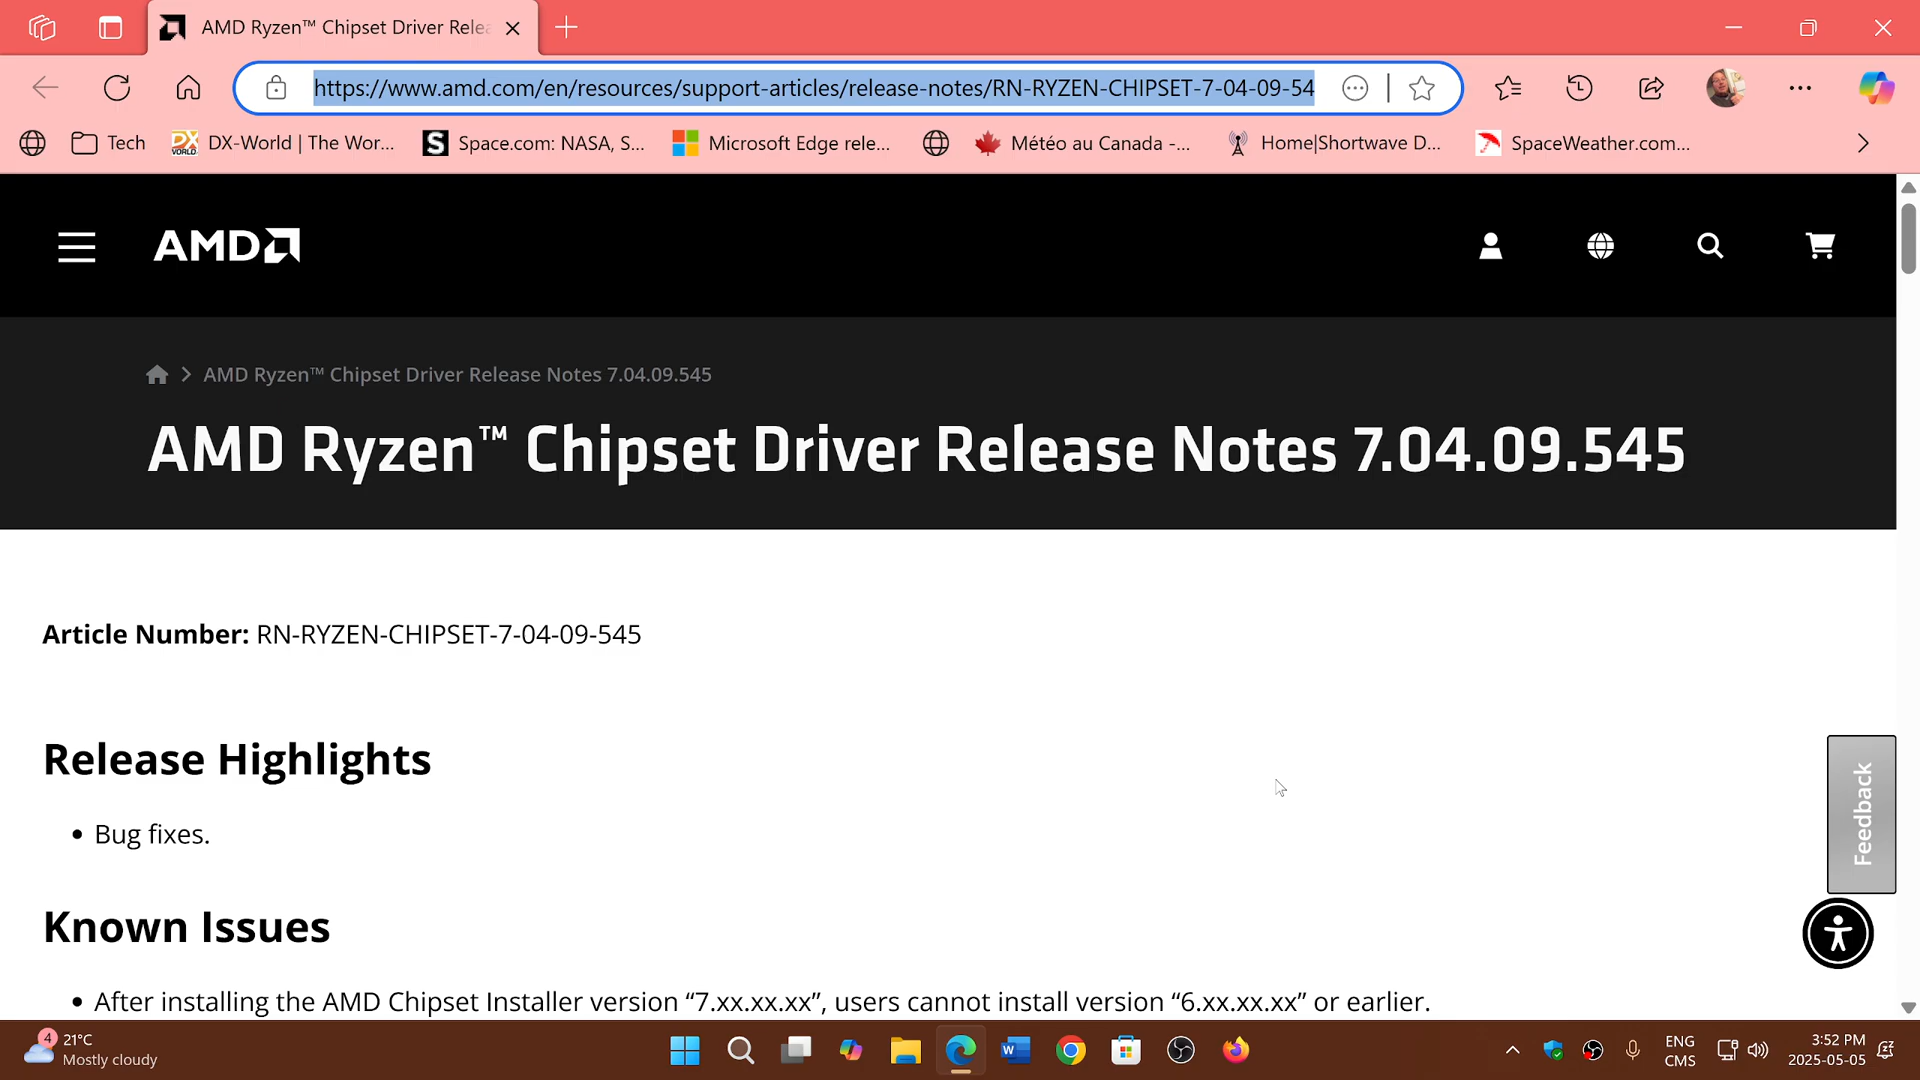 AMD Ryzen™ Chipset Driver Rele
https://www.amd.com/en/resources/support-articles/release-notes/RN-RYZEN-CHIPSET-7-04-09-54
Tech
DX-World | The Wor...
Space.com: NASA, S...
Microsoft Edge rele...
Météo au Canada -...
Home|Shortwave D...
SpaceWeather.com...
AMD
AMD Ryzen™ Chipset Driver Release Notes 7.04.09.545
AMD Ryzen™ Chipset Driver Release Notes 7.04.09.545
Article Number: RN-RYZEN-CHIPSET-7-04-09-545
Release Highlights
• Bug fixes.
Feedback
Known Issues
• After installing the AMD Chipset Installer version “7.xx.xx.xx”, users cannot install version “6.xx.xx.xx” or earlier.
4
21°C
Mostly cloudy
ENG
CMS
3:52 PM
2025-05-05